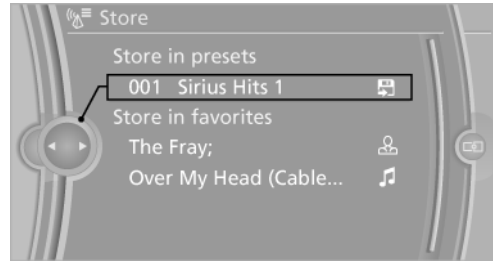 Store
Store in presets
001 Sirius Hits 1
Store in favorites
The Fray;
Over My Head (Cable...